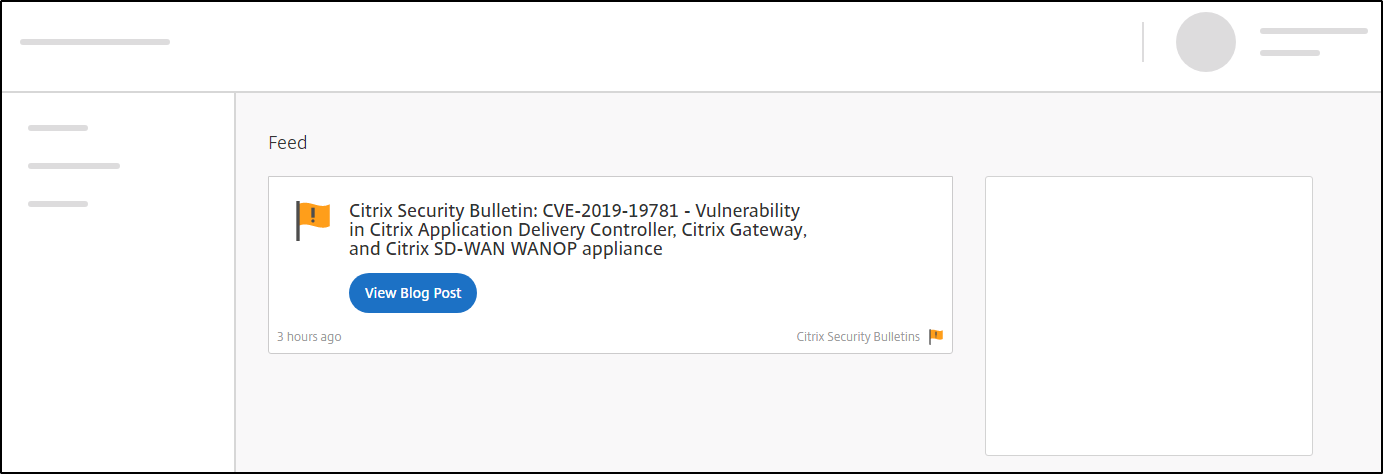 Feed
Citrix Security Bulletin: CVE-2019-19781 - Vulnerability
in Citrix Application Delivery Controller, Citrix Gateway,
and Citrix SD-WAN WANOP appliance
View Blog Post
3 hours ago
Citrix Security Bulletins